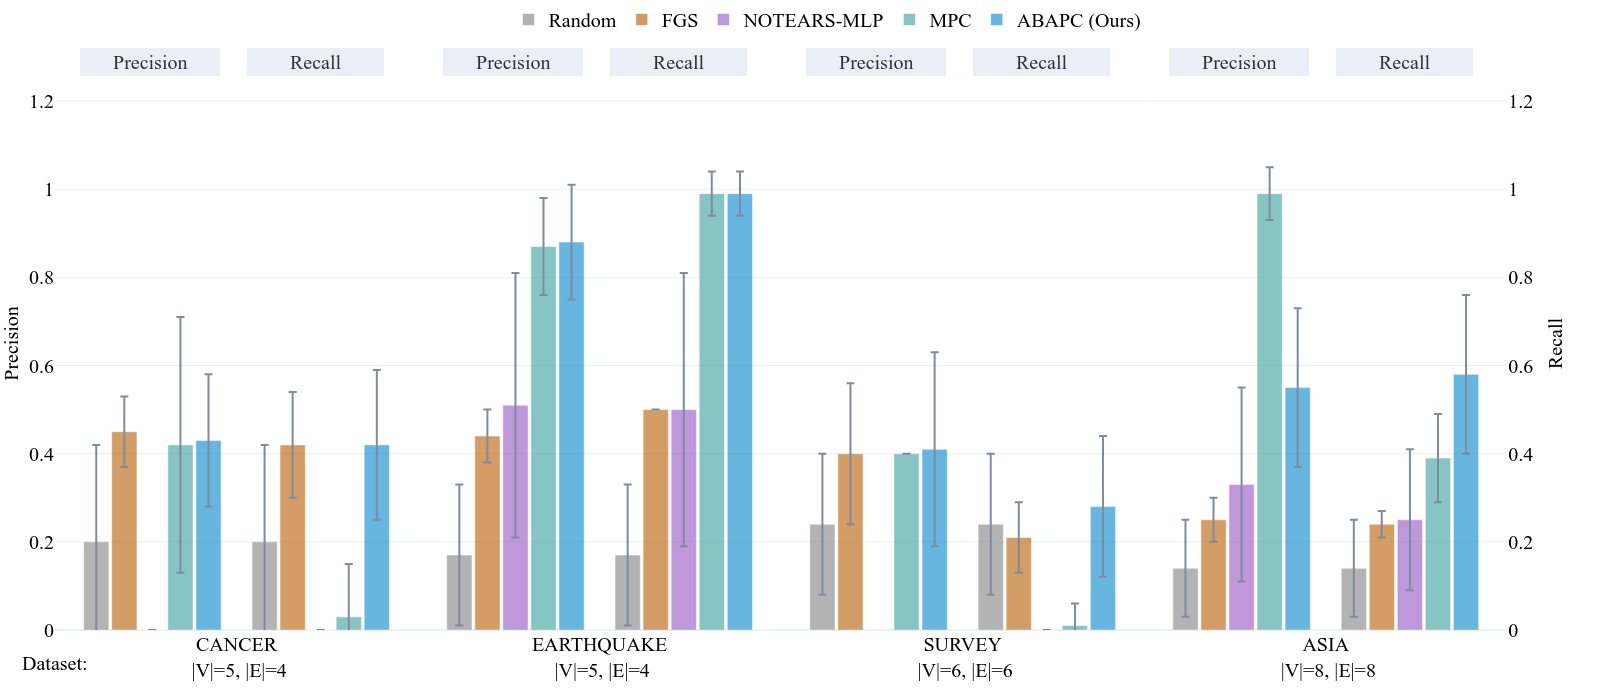 Random FGS NOTEARS-MLP MPC ABAPC (Ours)
Precision Recall Precision Recall Precision Recall Precision Recall
1.2 1.2
1 1
0.8 0.8
0.6 0.6
0.4 0.4
0.2 0.2
0 0
Precision
Recall
CANCER EARTHQUAKE SURVEY ASIA
Dataset: |V|=5, |E|=4 |V|=5, |E|=4 |V|=6, |E|=6 |V|=8, |E|=8